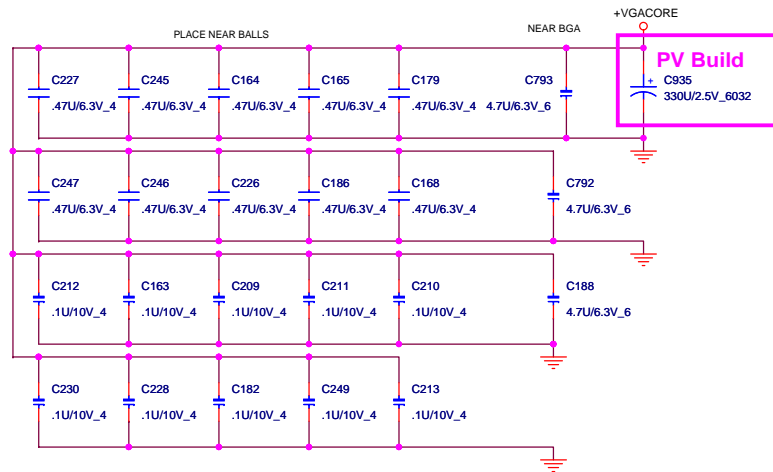 +VGACORE
PLACE NEAR BALLS
NEAR BGA
PV Build
C227
.47U/6.3V_4
C245
.47U/6.3V_4
C164
.47U/6.3V_4
C165
.47U/6.3V_4
C179
.47U/6.3V_4
C793
4.7U/6.3V_6
C935
+
330U/2.5V_6032
C247
.47U/6.3V_4
C246
.47U/6.3V_4
C226
.47U/6.3V_4
C186
.47U/6.3V_4
C168
.47U/6.3V_4
C792
4.7U/6.3V_6
C212
.1U/10V_4
C163
.1U/10V_4
C209
.1U/10V_4
C211
.1U/10V_4
C210
.1U/10V_4
C188
4.7U/6.3V_6
C230
.1U/10V_4
C228
.1U/10V_4
C182
.1U/10V_4
C249
.1U/10V_4
C213
.1U/10V_4